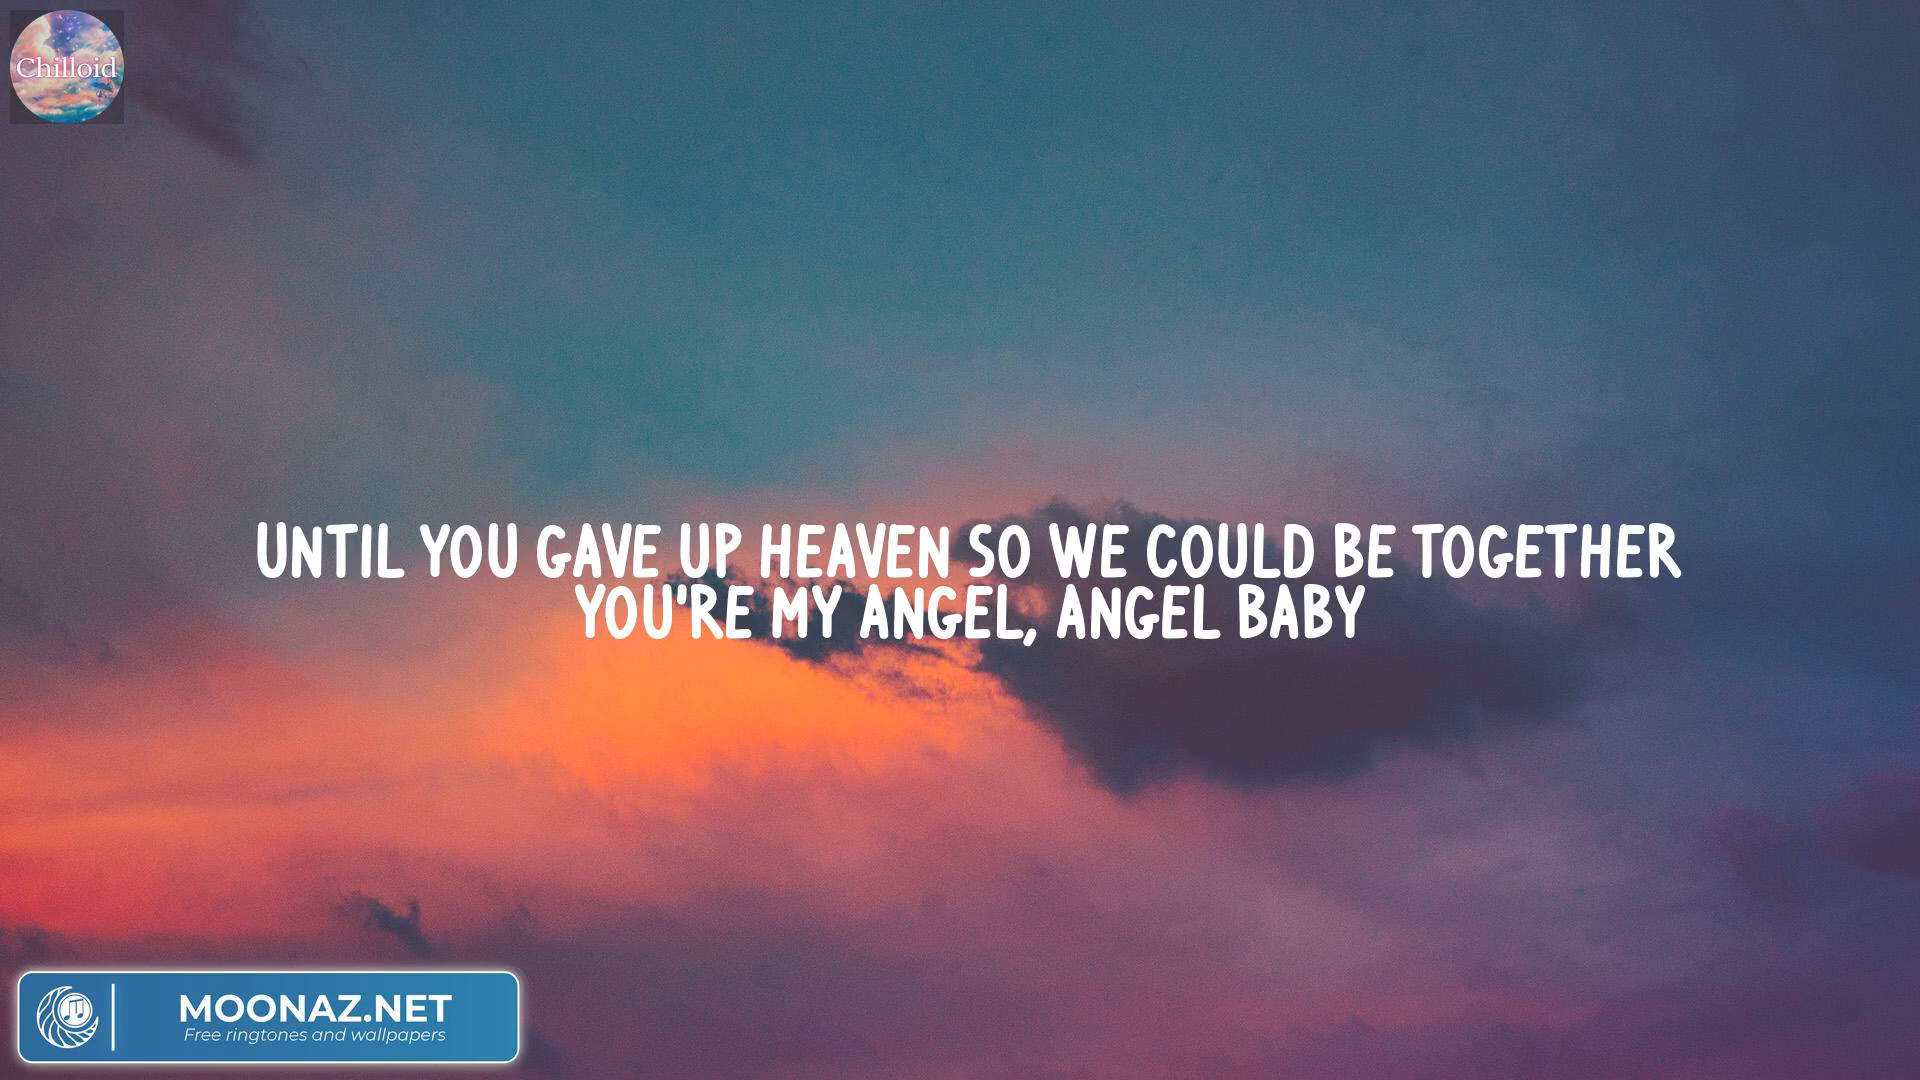 Chilloid
UNTIL YOU GAVE UP HEAVEN SO WE COULD BE TOGETHER
YOU'RE MY ANGEL, ANGEL BABY
MOONAZ.NET
Free ringtones and wallpapers